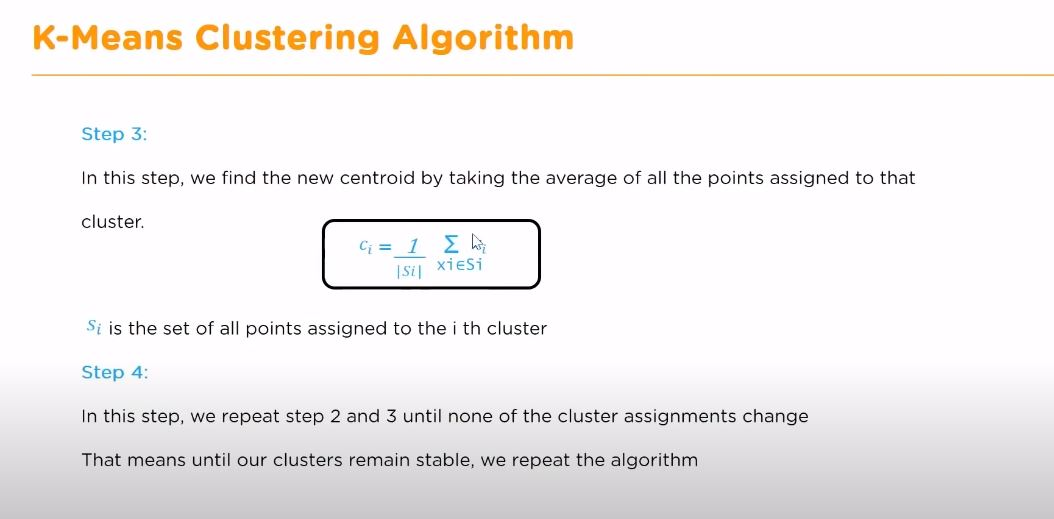 K-Means Clustering Algorithm
Step 3:
In this step, we find the new centroid by taking the average of all the points assigned to that
cluster.
cᵢ = 1 Σ
|Si| xi∈Si
Sᵢ is the set of all points assigned to the i th cluster
Step 4:
In this step, we repeat step 2 and 3 until none of the cluster assignments change
That means until our clusters remain stable, we repeat the algorithm